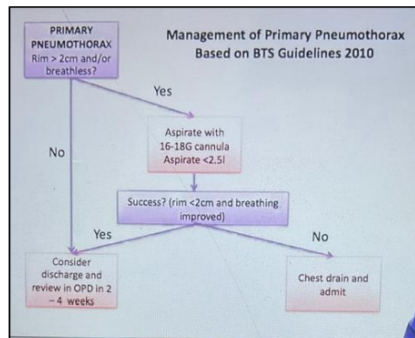 Management of Primary Pneumothorax
Based on BTS Guidelines 2010
PRIMARY
PNEUMOTHORAX
Rim > 2cm and/or
breathless?
Yes
No
Aspirate with
16-18G cannula
Aspirate <2.5l
Success? (rim <2cm and breathing
improved)
Yes
No
Consider
discharge and
review in OPD in 2
– 4 weeks
Chest drain and
admit